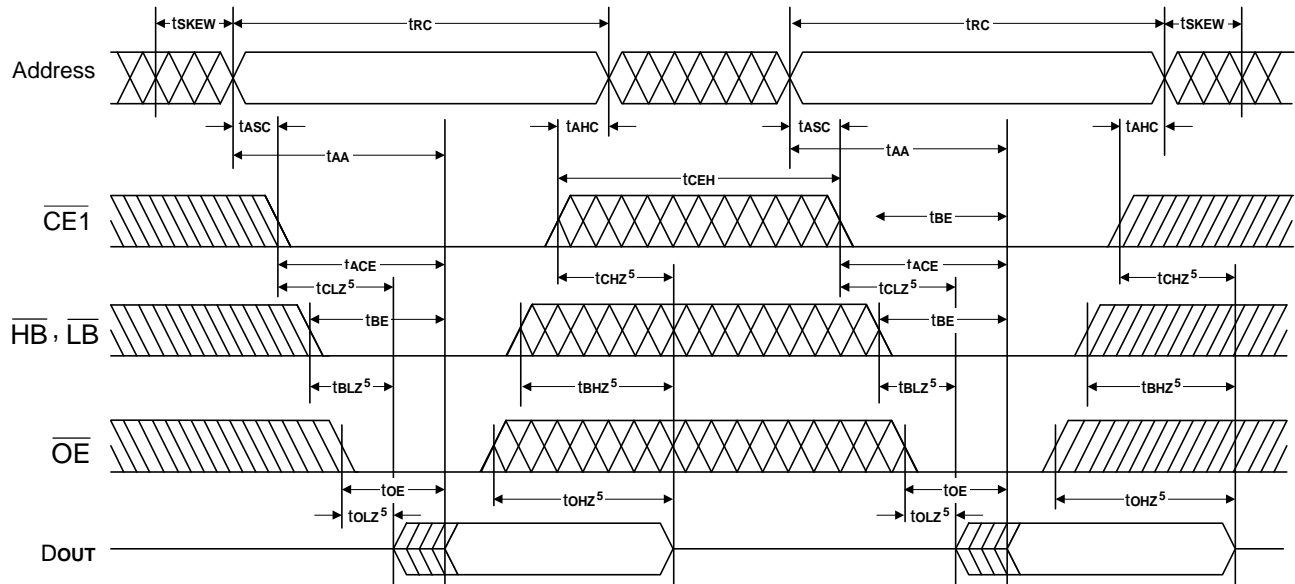 tSKEW tRC tRC tSKEW
Address
tASC tAHC tASC tAHC
tAA tAA
tCEH
CE1
tBE
tACE tACE
tCLZ5 tCHZ5 tCLZ5 tCHZ5
HB , LB
tBE tBE
tBLZ5 tBHZ5 tBLZ5 tBHZ5
OE
tOE tOE
tOLZ5 tOHZ5 tOLZ5 tOHZ5
DOUT